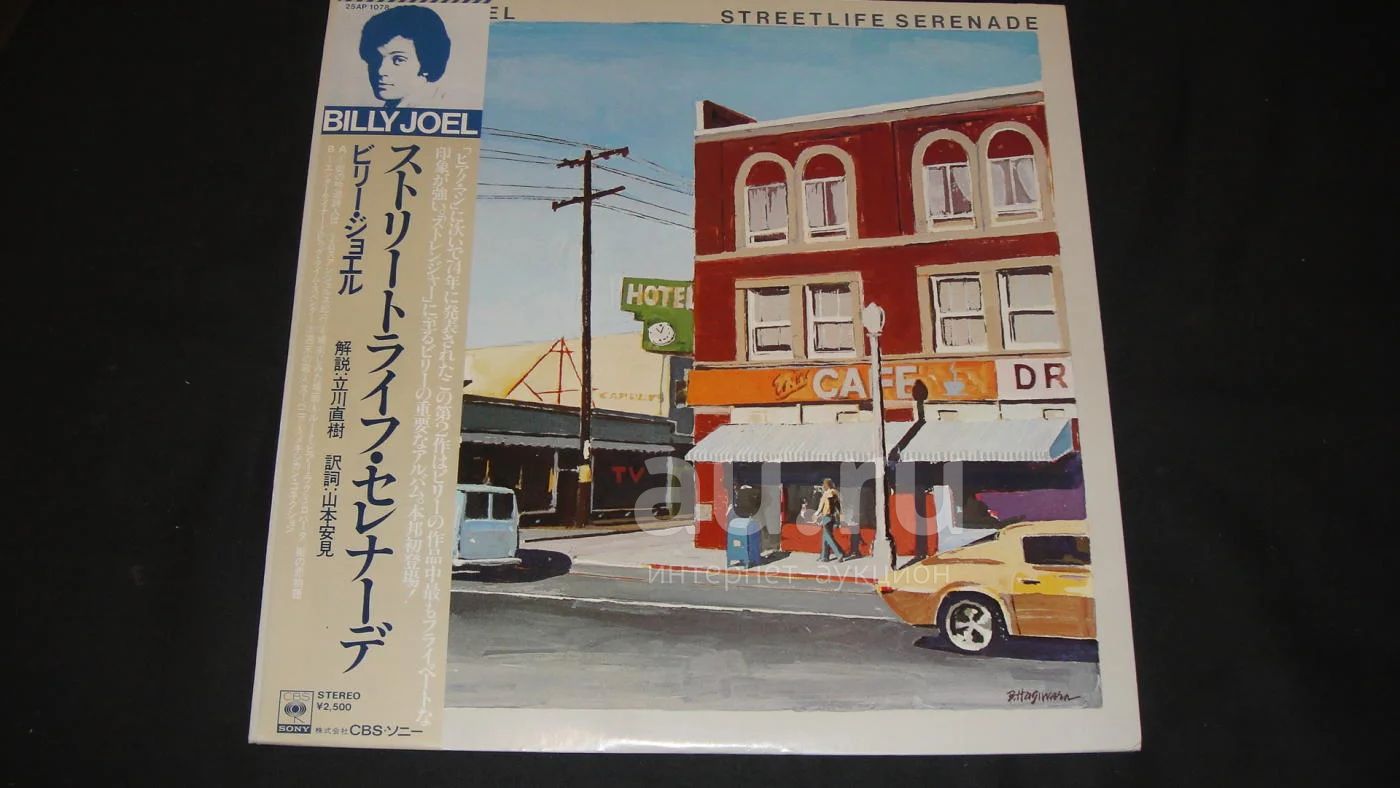 25AP 1078
EL
STREETLIFE SERENADE
BILLY JOEL
「ピアノ・マン」に次いで'74年に発表されたこの第2作はビリーの作品中、最もプライベートな
印象が強い。「ストレンジャー」に至るビリーの重要なアルバム。本邦初登場!
ストリートライフ・セレナーデ
ビリー・ジョエル
解説:立川直樹 訳詞:山本安見
HOTEL
CAFE
DR
TV
au.ru
интернет-аукцион
B. Hagiwara
CBS
SONY
STEREO
¥2,500
株式会社CBS・ソニー